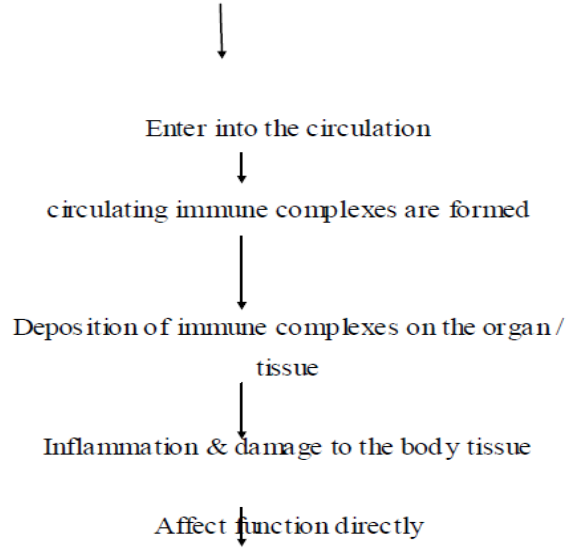 Enter into the circulation
circulating immune complexes are formed
Deposition of immune complexes on the organ /
tissue
Inflammation & damage to the body tissue
Affect function directly